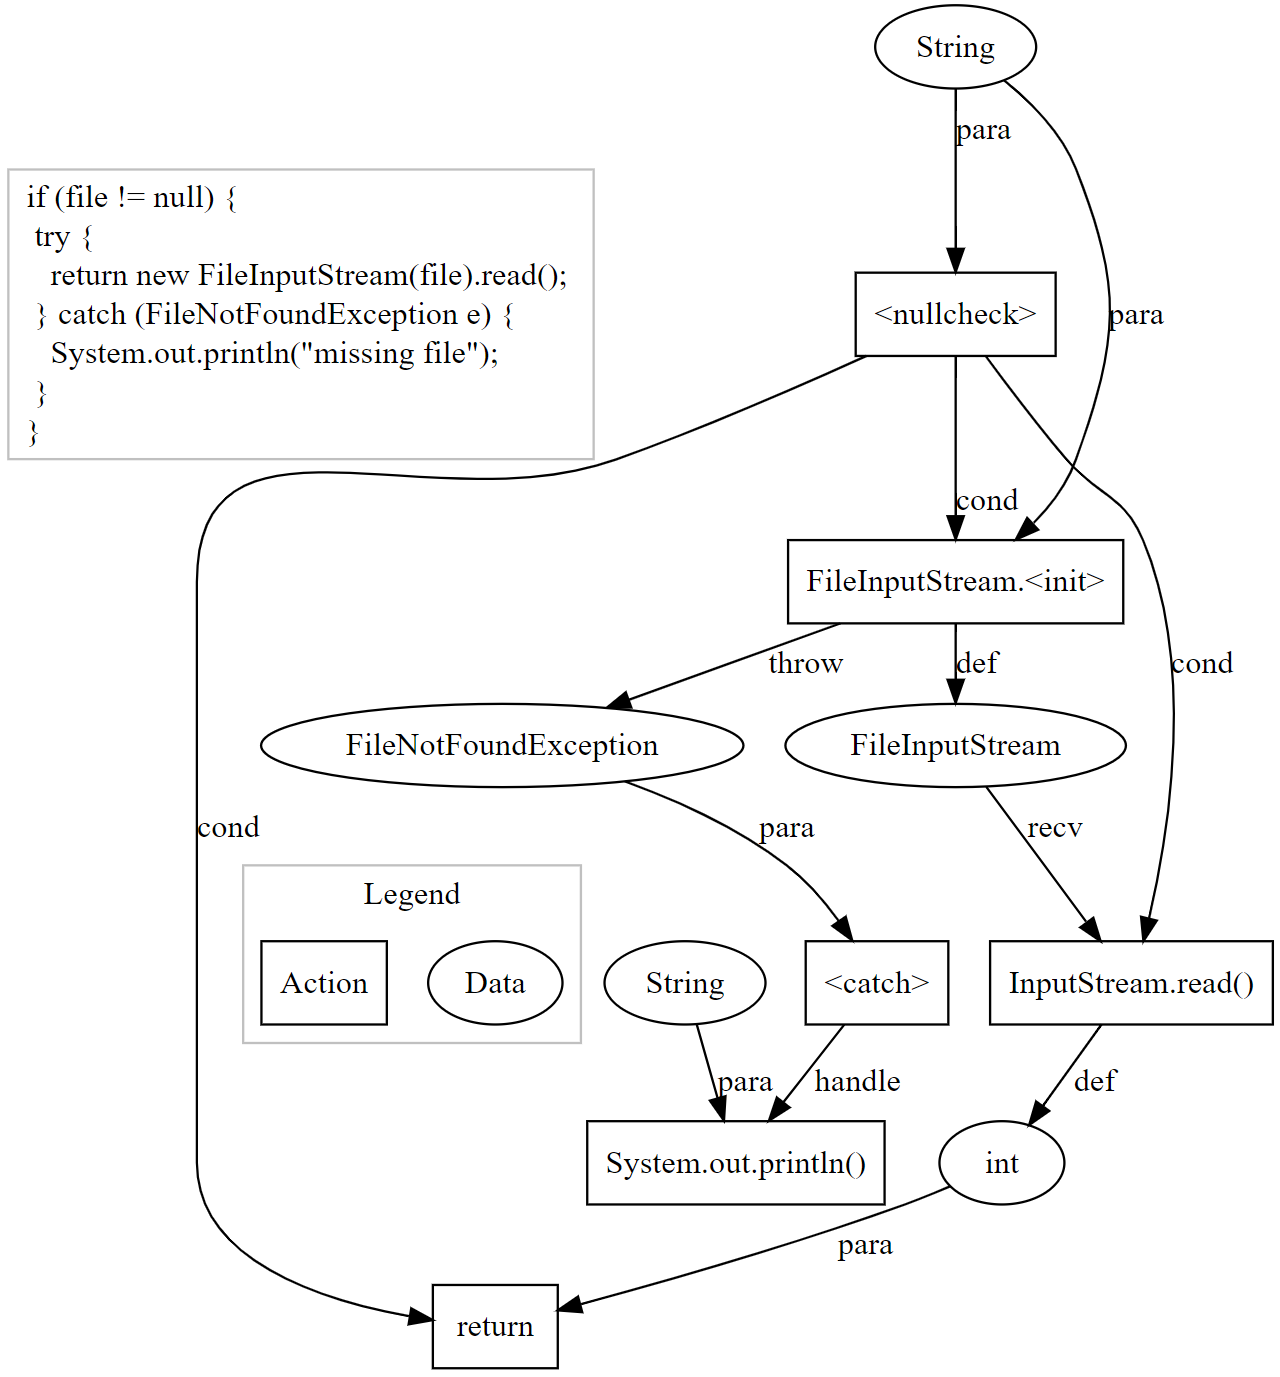 String
para
if (file != null) {
try {
return new FileInputStream(file).read();
} catch (FileNotFoundException e) {
System.out.println("missing file");
}
}
<nullcheck>
para
cond
FileInputStream.<init>
throw
def
cond
FileNotFoundException
FileInputStream
cond
para
recv
Legend
Action
Data
String
<catch>
InputStream.read()
para
handle
def
System.out.println()
int
para
return